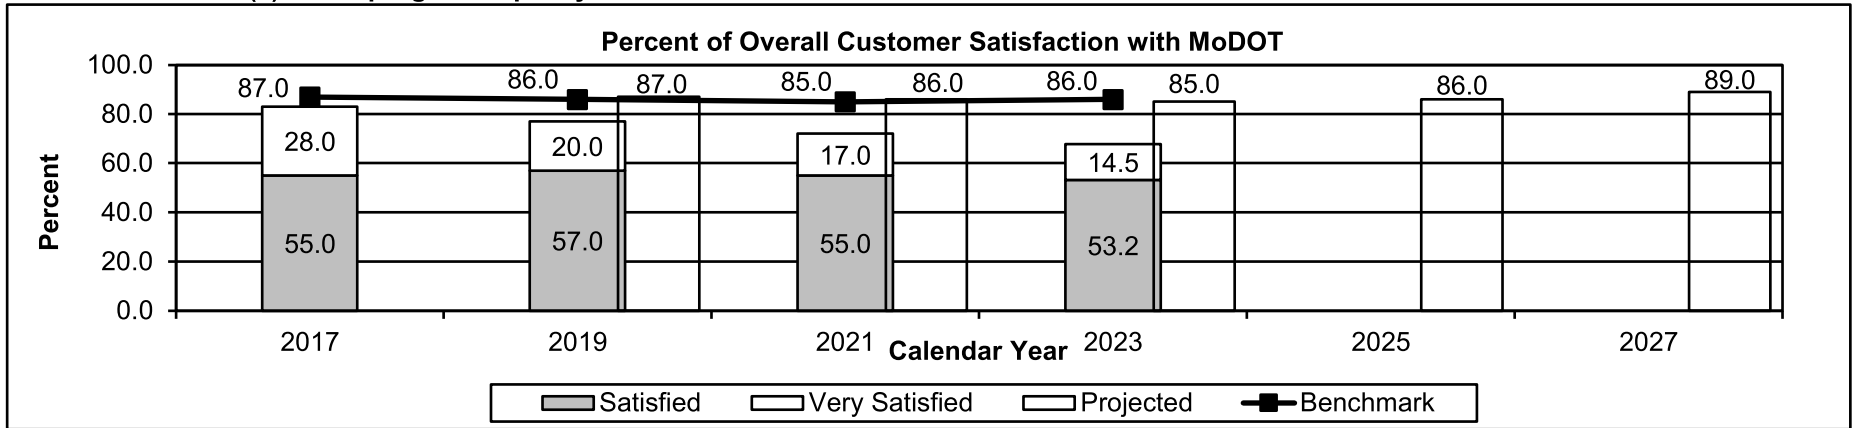 Percent of Overall Customer Satisfaction with MoDOT
100.0
80.0
60.0
40.0
20.0
0.0
Percent
87.0 86.0 87.0 85.0 86.0 86.0 85.0 86.0 89.0
28.0 20.0 17.0 14.5
55.0 57.0 55.0 53.2
2017 2019 2021 2023 2025 2027
Calendar Year
Satisfied Very Satisfied Projected Benchmark